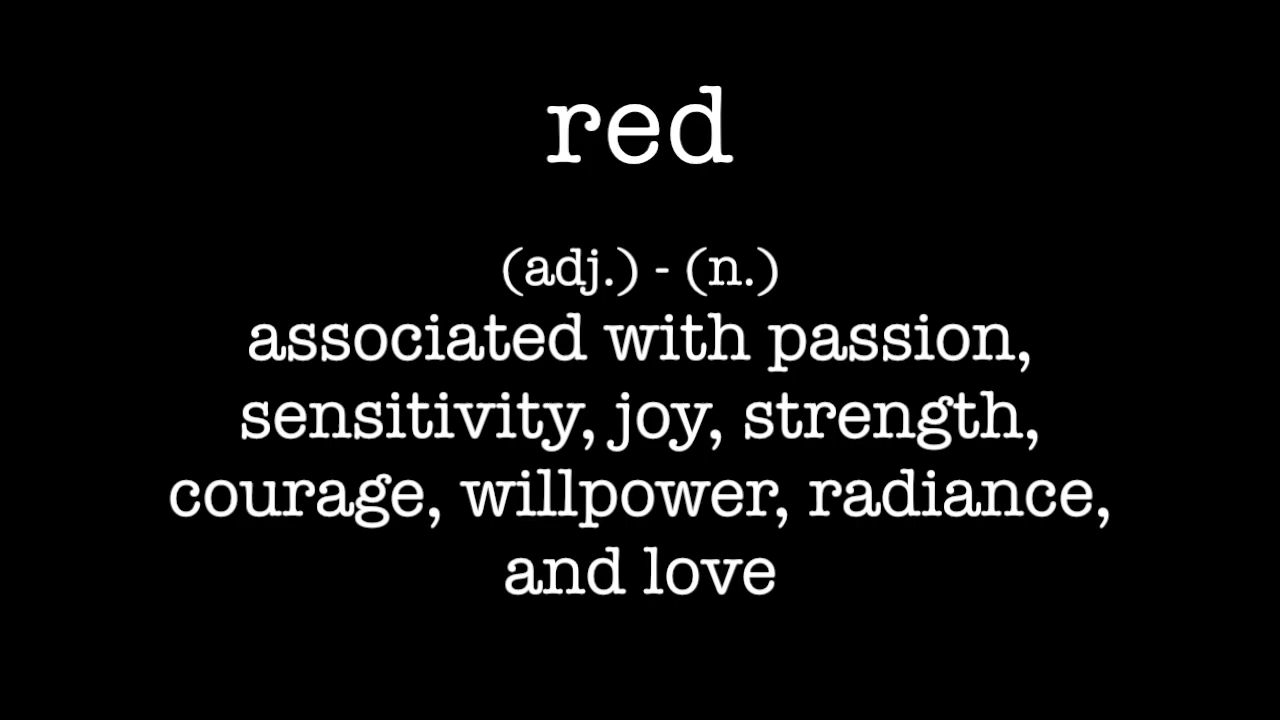 red
(adj.) - (n.)
associated with passion,
sensitivity, joy, strength,
courage, willpower, radiance,
and love